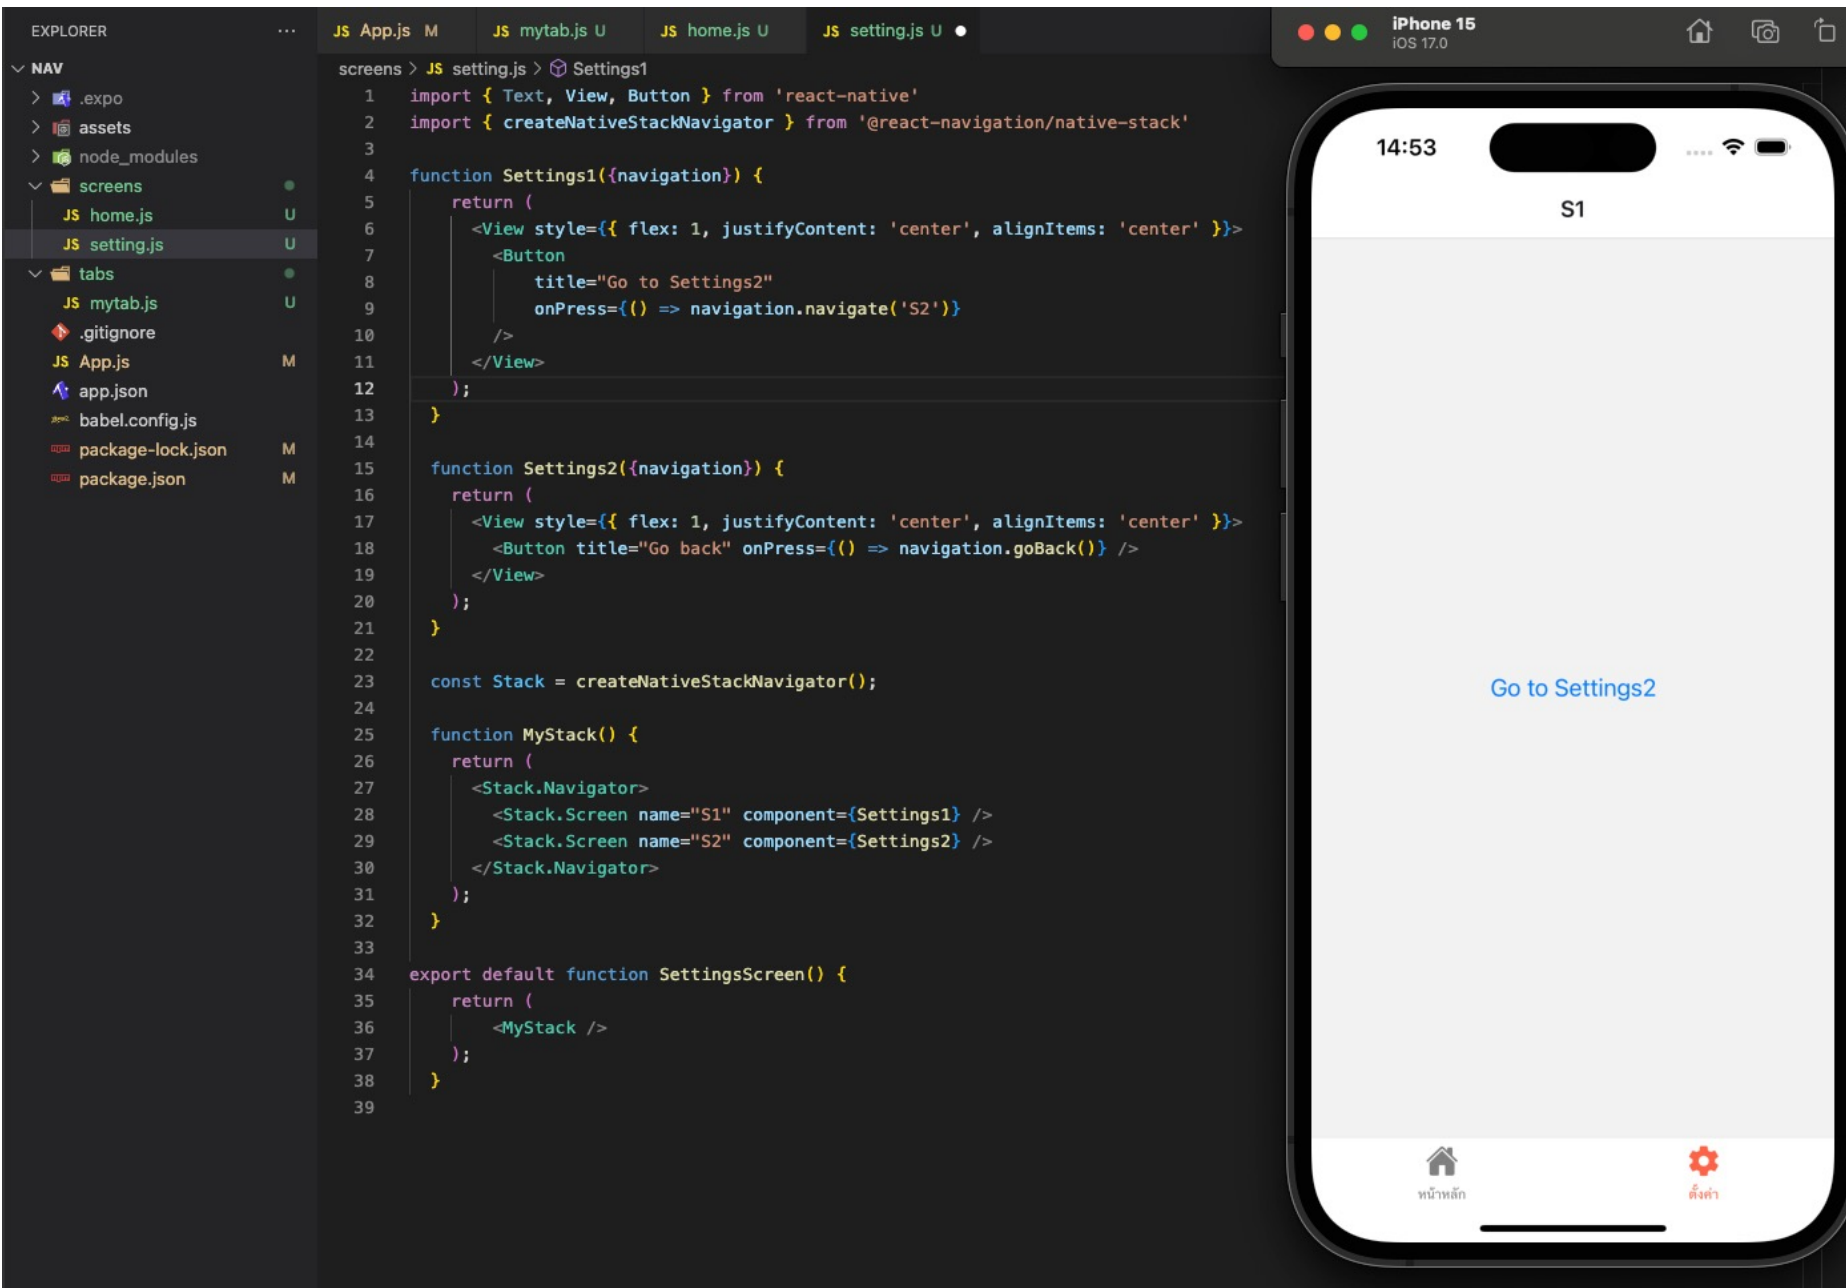 EXPLORER ...
NAV
.expo
assets
node_modules
screens
home.js U
setting.js U
tabs
mytab.js U
.gitignore
App.js M
app.json
babel.config.js
package-lock.json M
package.json M
JS App.js M JS mytab.js U JS home.js U JS setting.js U
screens > JS setting.js > Settings1
1 import { Text, View, Button } from 'react-native'
2 import { createNativeStackNavigator } from '@react-navigation/native-stack'
3
4 function Settings1({navigation}) {
5 return (
6 <View style={{ flex: 1, justifyContent: 'center', alignItems: 'center' }}>
7 <Button
8 title="Go to Settings2"
9 onPress={() => navigation.navigate('S2')}
10 />
11 </View>
12 );
13 }
14
15 function Settings2({navigation}) {
16 return (
17 <View style={{ flex: 1, justifyContent: 'center', alignItems: 'center' }}>
18 <Button title="Go back" onPress={() => navigation.goBack()} />
19 </View>
20 );
21 }
22
23 const Stack = createNativeStackNavigator();
24
25 function MyStack() {
26 return (
27 <Stack.Navigator>
28 <Stack.Screen name="S1" component={Settings1} />
29 <Stack.Screen name="S2" component={Settings2} />
30 </Stack.Navigator>
31 );
32 }
33
34 export default function SettingsScreen() {
35 return (
36 <MyStack />
37 );
38 }
39
iPhone 15
iOS 17.0
14:53
S1
Go to Settings2
หน้าหลัก ตั้งค่า